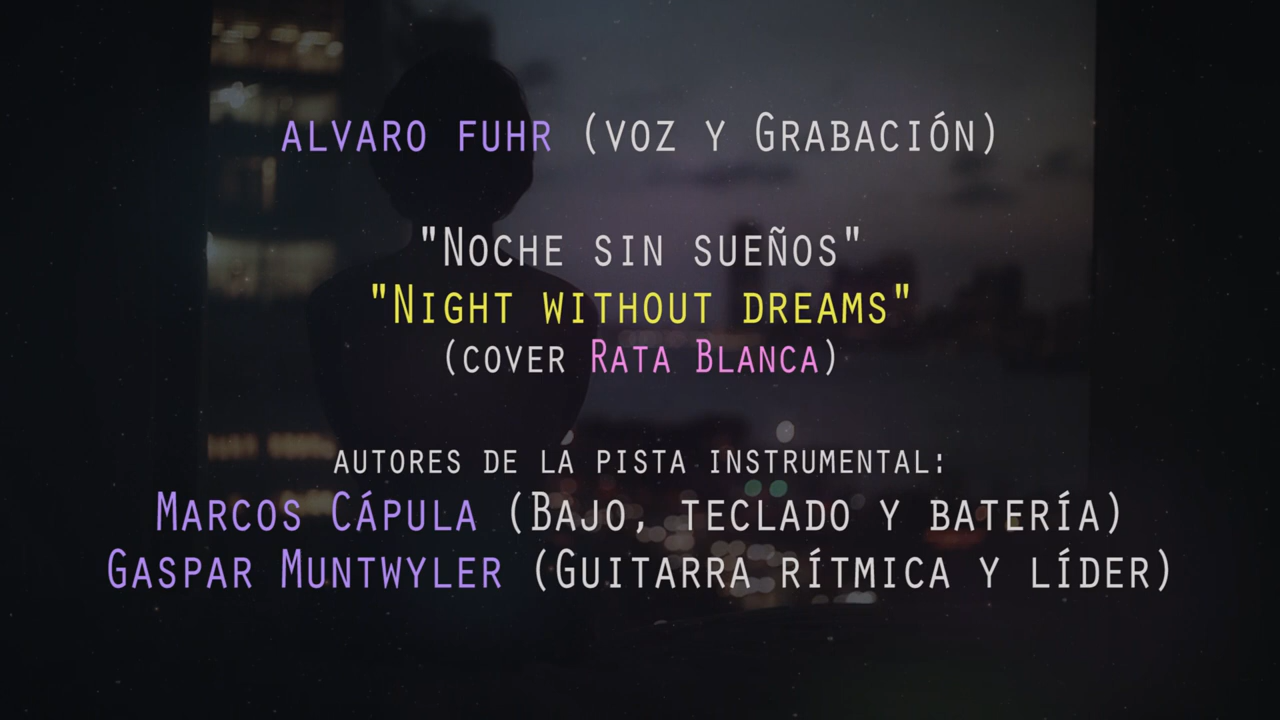 ALVARO FUHR (VOZ Y GRABACIÓN)
"NOCHE SIN SUEÑOS"
"NIGHT WITHOUT DREAMS"
(COVER RATA BLANCA)
AUTORES DE LA PISTA INSTRUMENTAL:
MARCOS CÁPULA (BAJO, TECLADO Y BATERÍA)
GASPAR MUNTWYLER (GUITARRA RÍTMICA Y LÍDER)